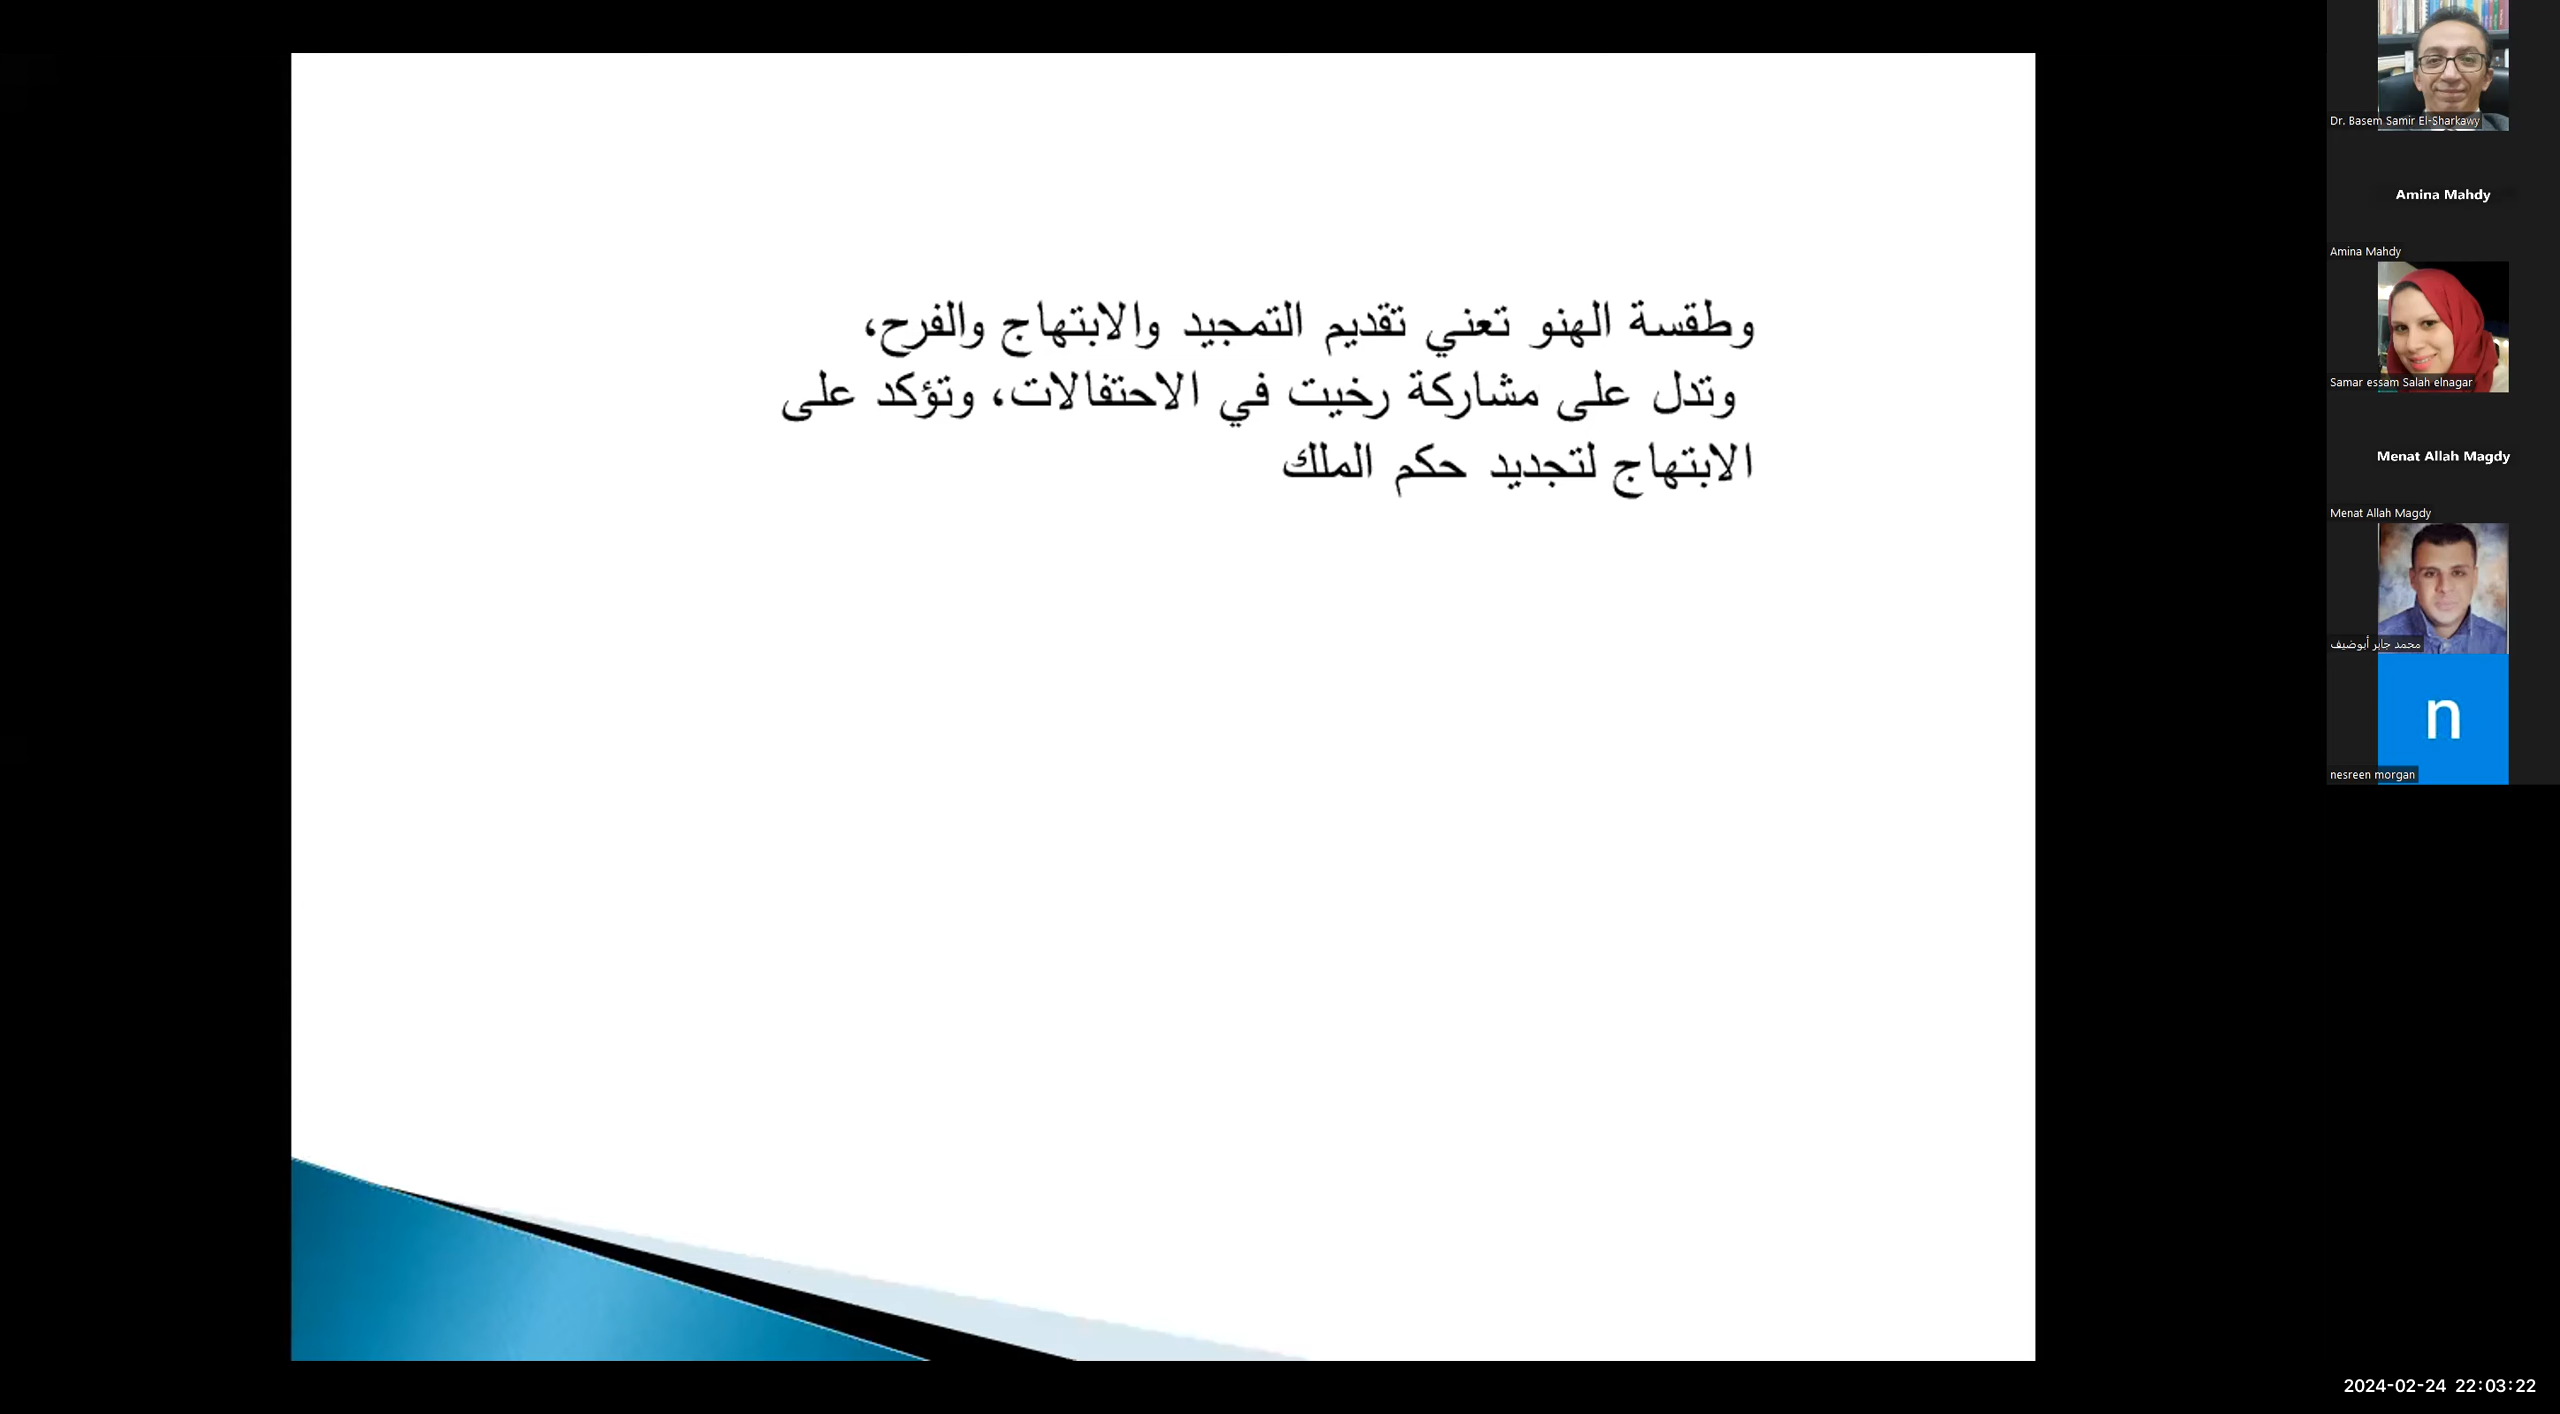 وطقسة الهنو تعني تقديم التمجيد والابتهاج والفرح،
وتدل على مشاركة رخيت في الاحتفالات، وتؤكد على
الابتهاج لتجديد حكم الملك
Dr. Basem Samir El-Sharkawy
Amina Mahdy
Amina Mahdy
Samar essam Salah elnagar
Menat Allah Magdy
Menat Allah Magdy
محمد جابر أبوضيف
n
nesreen morgan
2024-02-24 22:03:22